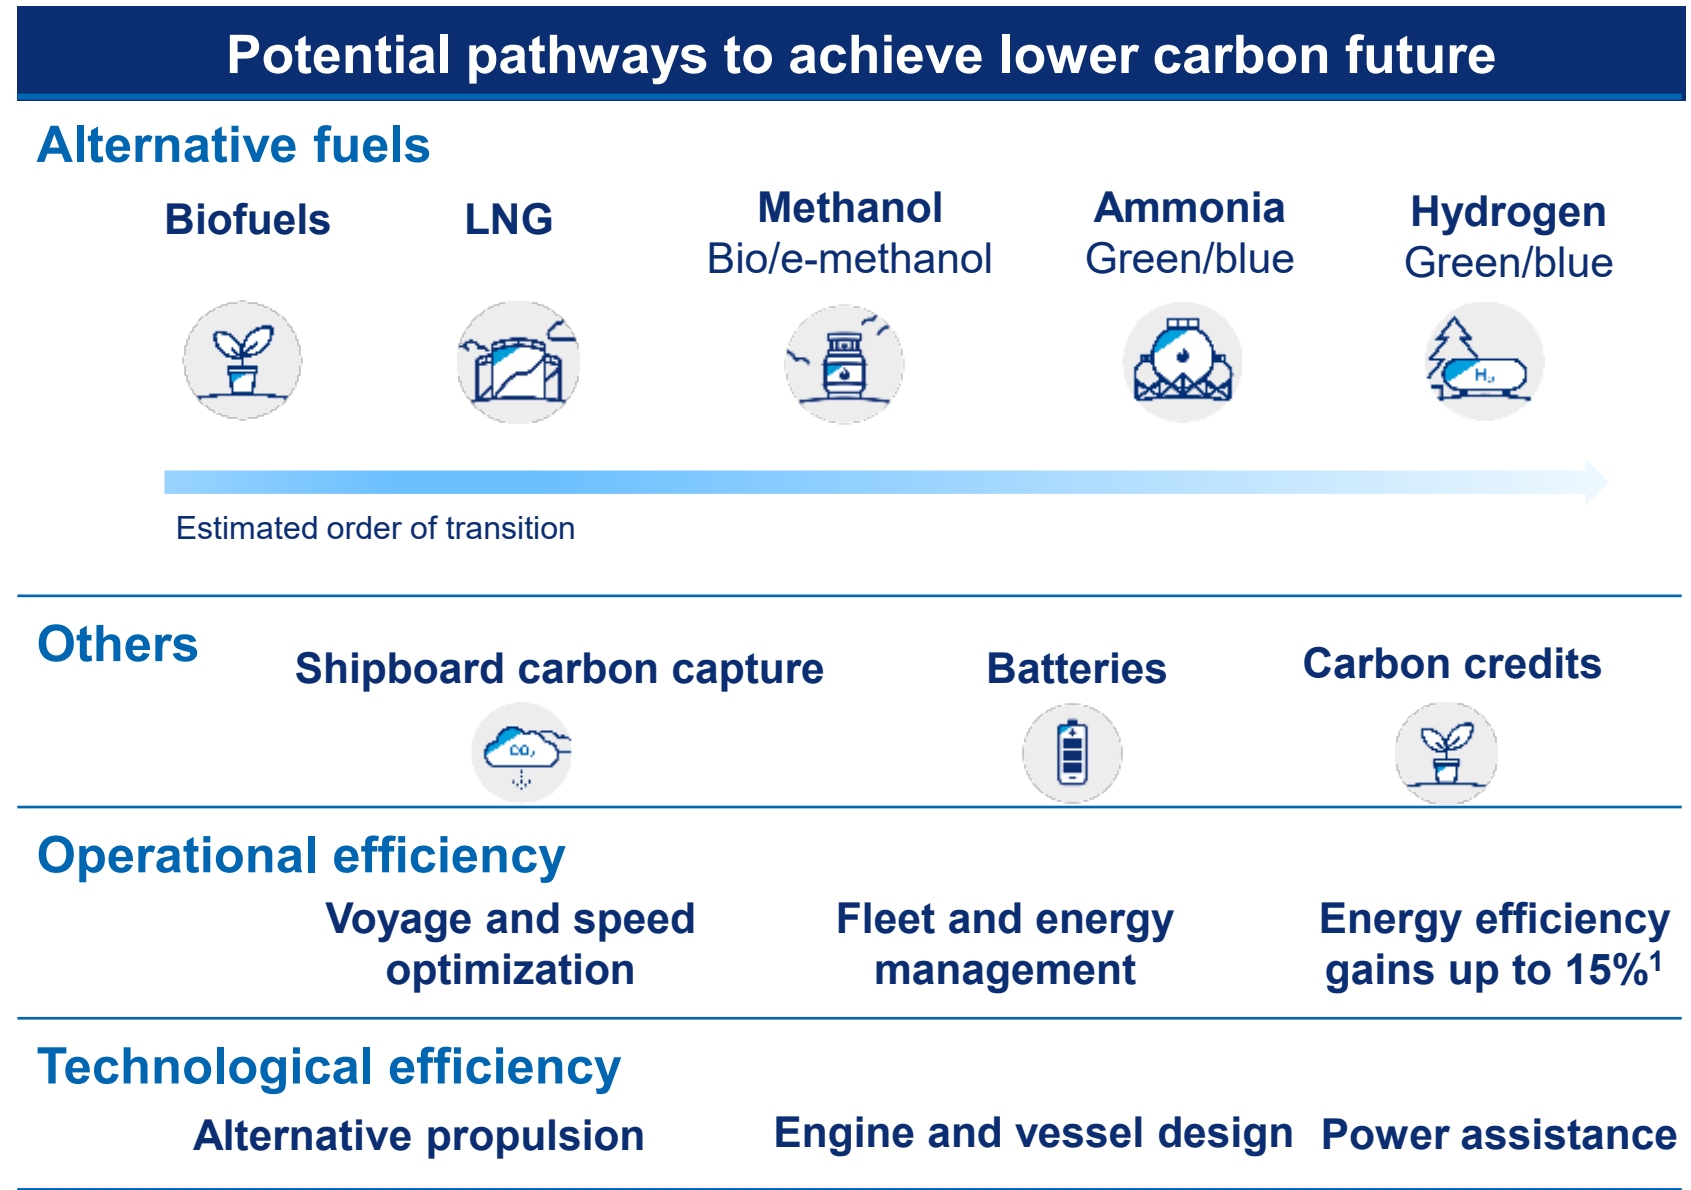 Potential pathways to achieve lower carbon future
Alternative fuels
Biofuels
LNG
Methanol
Bio/e-methanol
Ammonia
Green/blue
Hydrogen
Green/blue
H₂
Estimated order of transition
Others
Shipboard carbon capture
Batteries
Carbon credits
CO₂
Operational efficiency
Voyage and speed
optimization
Fleet and energy
management
Energy efficiency
gains up to 15%¹
Technological efficiency
Alternative propulsion
Engine and vessel design
Power assistance